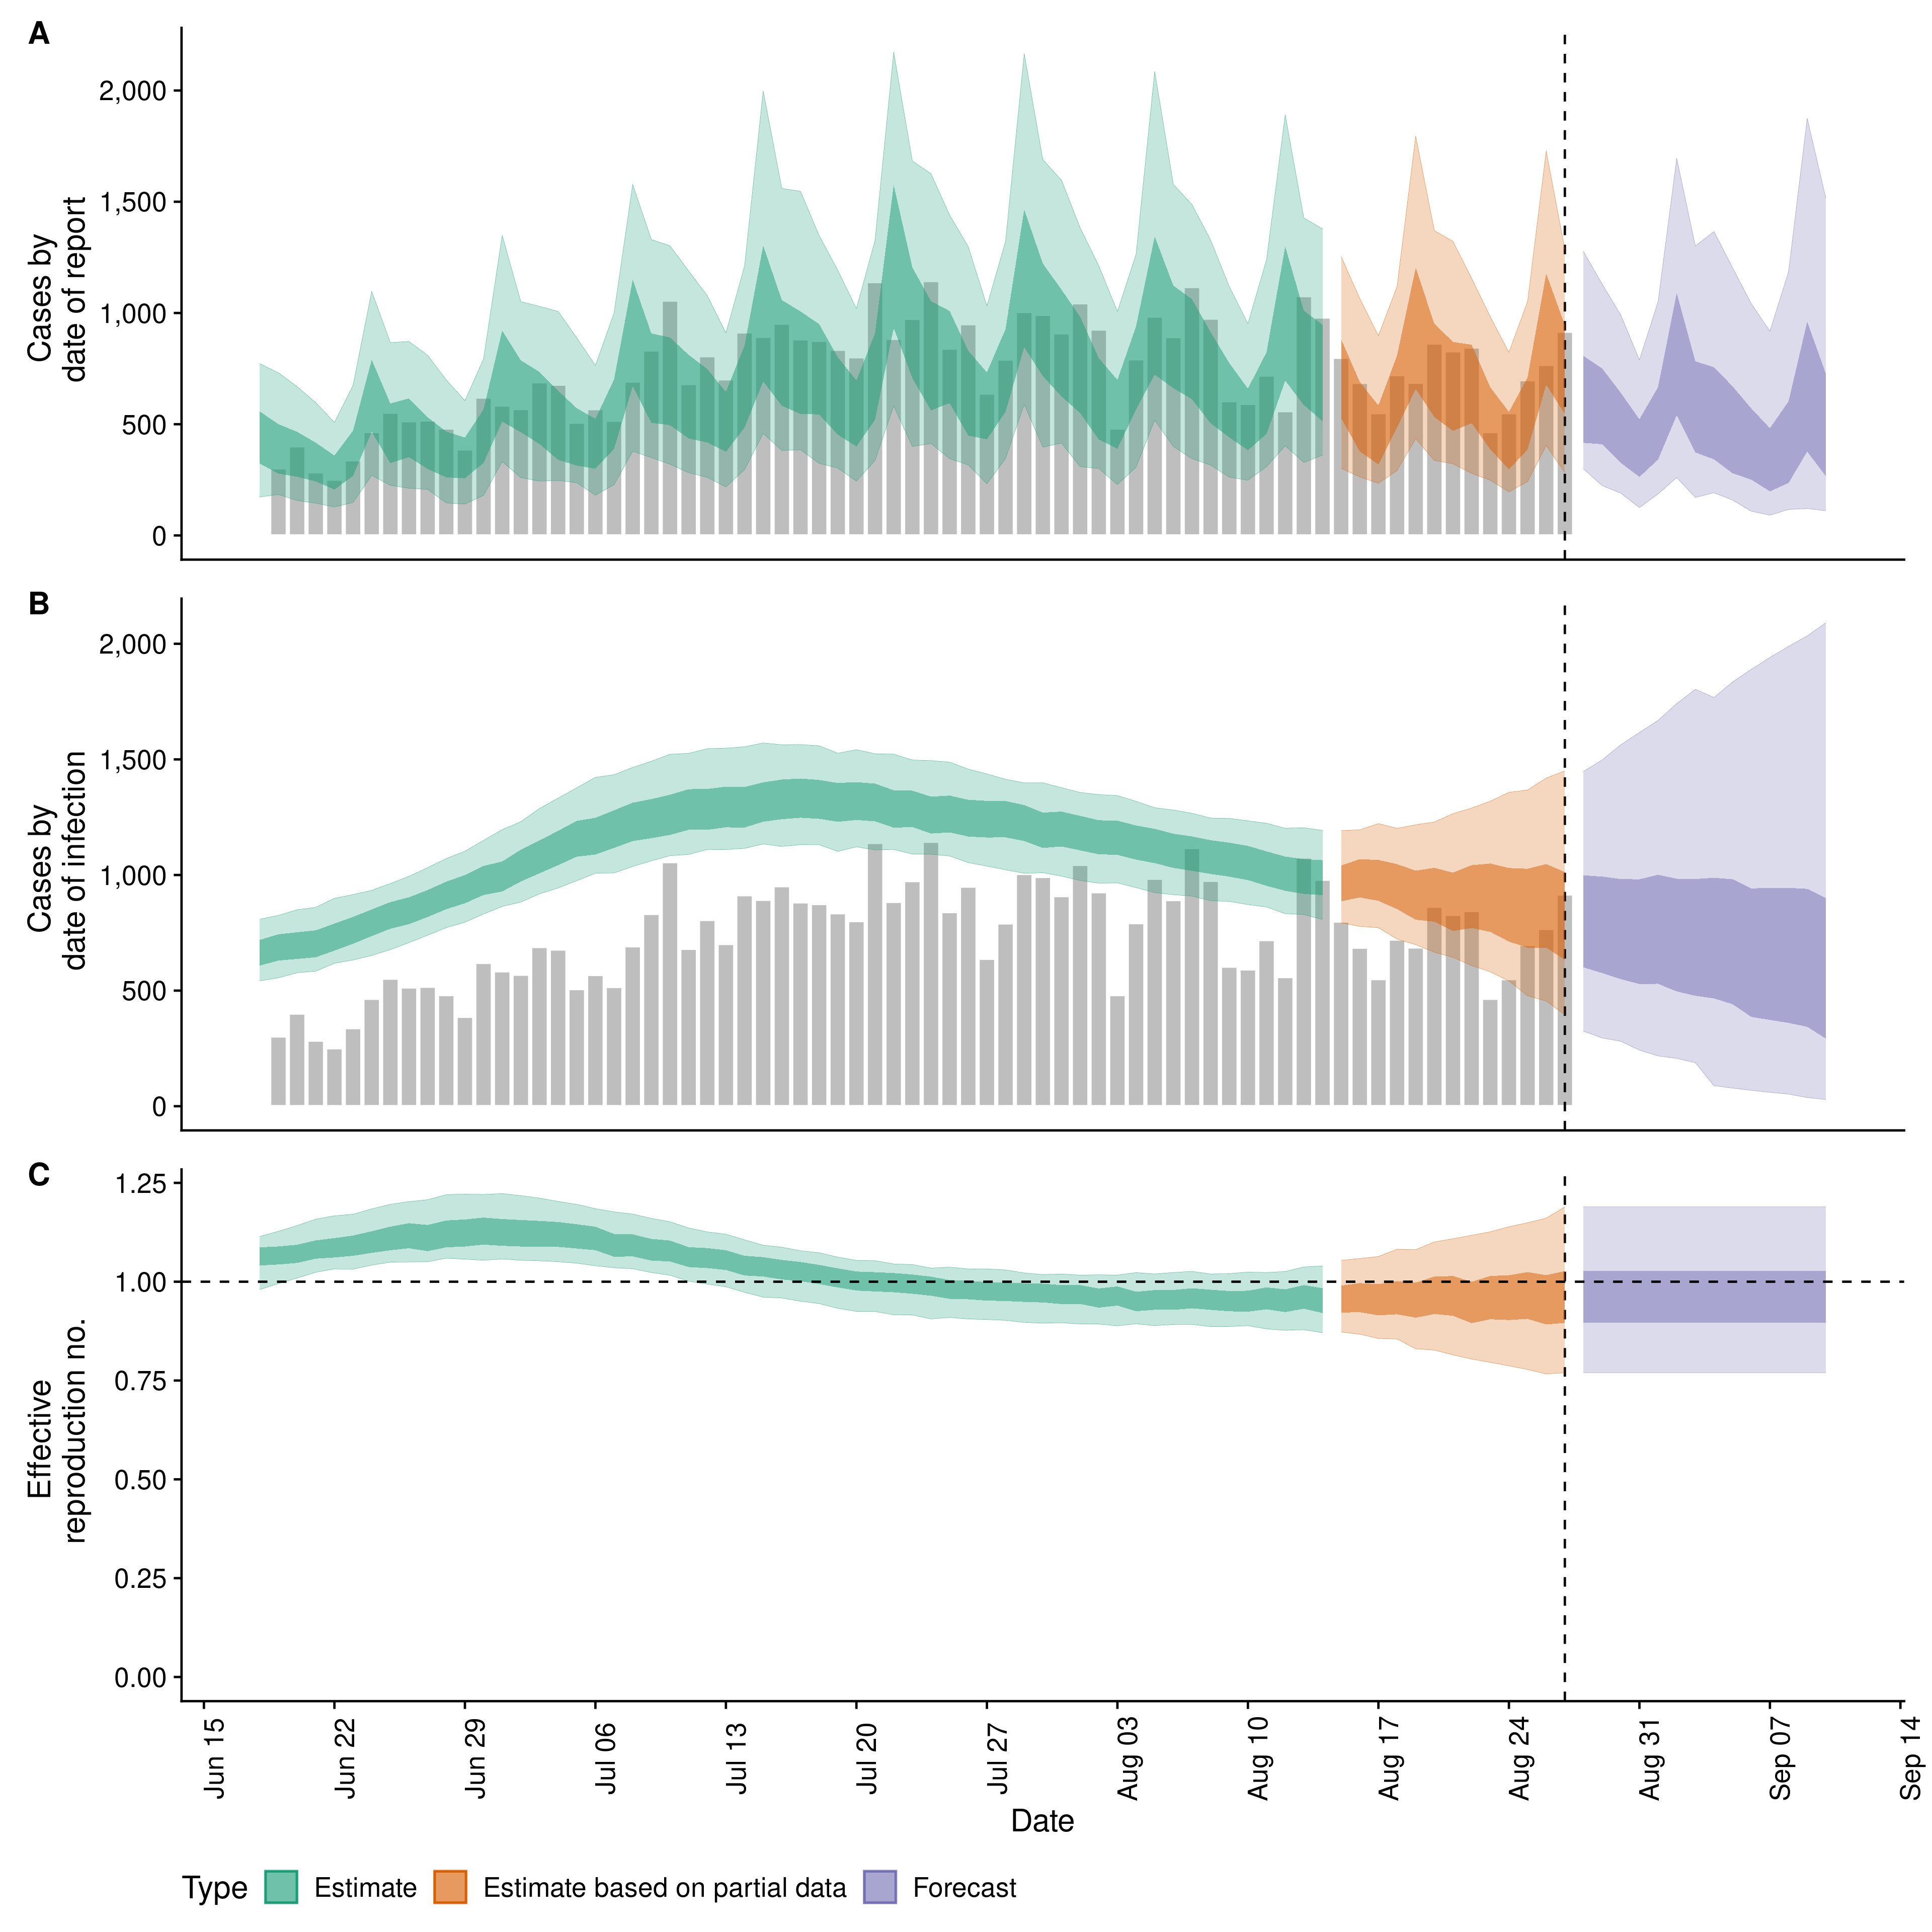 A
Cases by
date of report
2,000
1,500
1,000
500
0
B
Cases by
date of infection
2,000
1,500
1,000
500
0
C
Effective
reproduction no.
1.25
1.00
0.75
0.50
0.25
0.00
Jun 15
Jun 22
Jun 29
Jul 06
Jul 13
Jul 20
Jul 27
Aug 03
Aug 10
Aug 17
Aug 24
Aug 31
Sep 07
Sep 14
Date
Type Estimate Estimate based on partial data Forecast